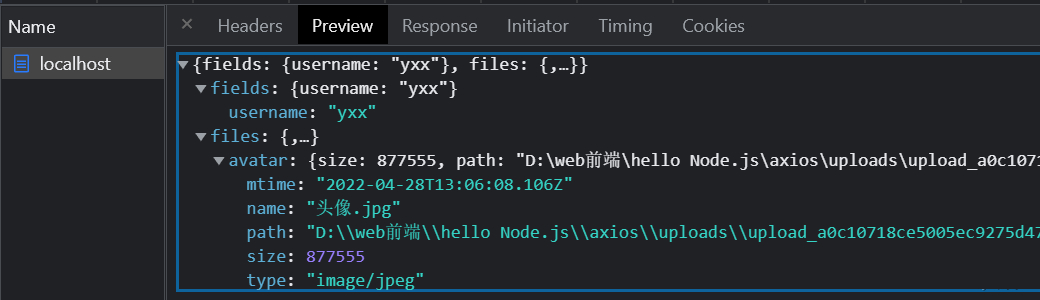 Name
Headers Preview Response Initiator Timing Cookies
localhost
{fields: {username: "yxx"}, files: {,…}}
fields: {username: "yxx"}
username: "yxx"
files: {,…}
avatar: {size: 877555, path: "D:\web前端\hello Node.js\axios\uploads\upload_a0c1071
mtime: "2022-04-28T13:06:08.106Z"
name: "头像.jpg"
path: "D:\\web前端\\hello Node.js\\axios\\uploads\\upload_a0c10718ce5005ec9275d47
size: 877555
type: "image/jpeg"